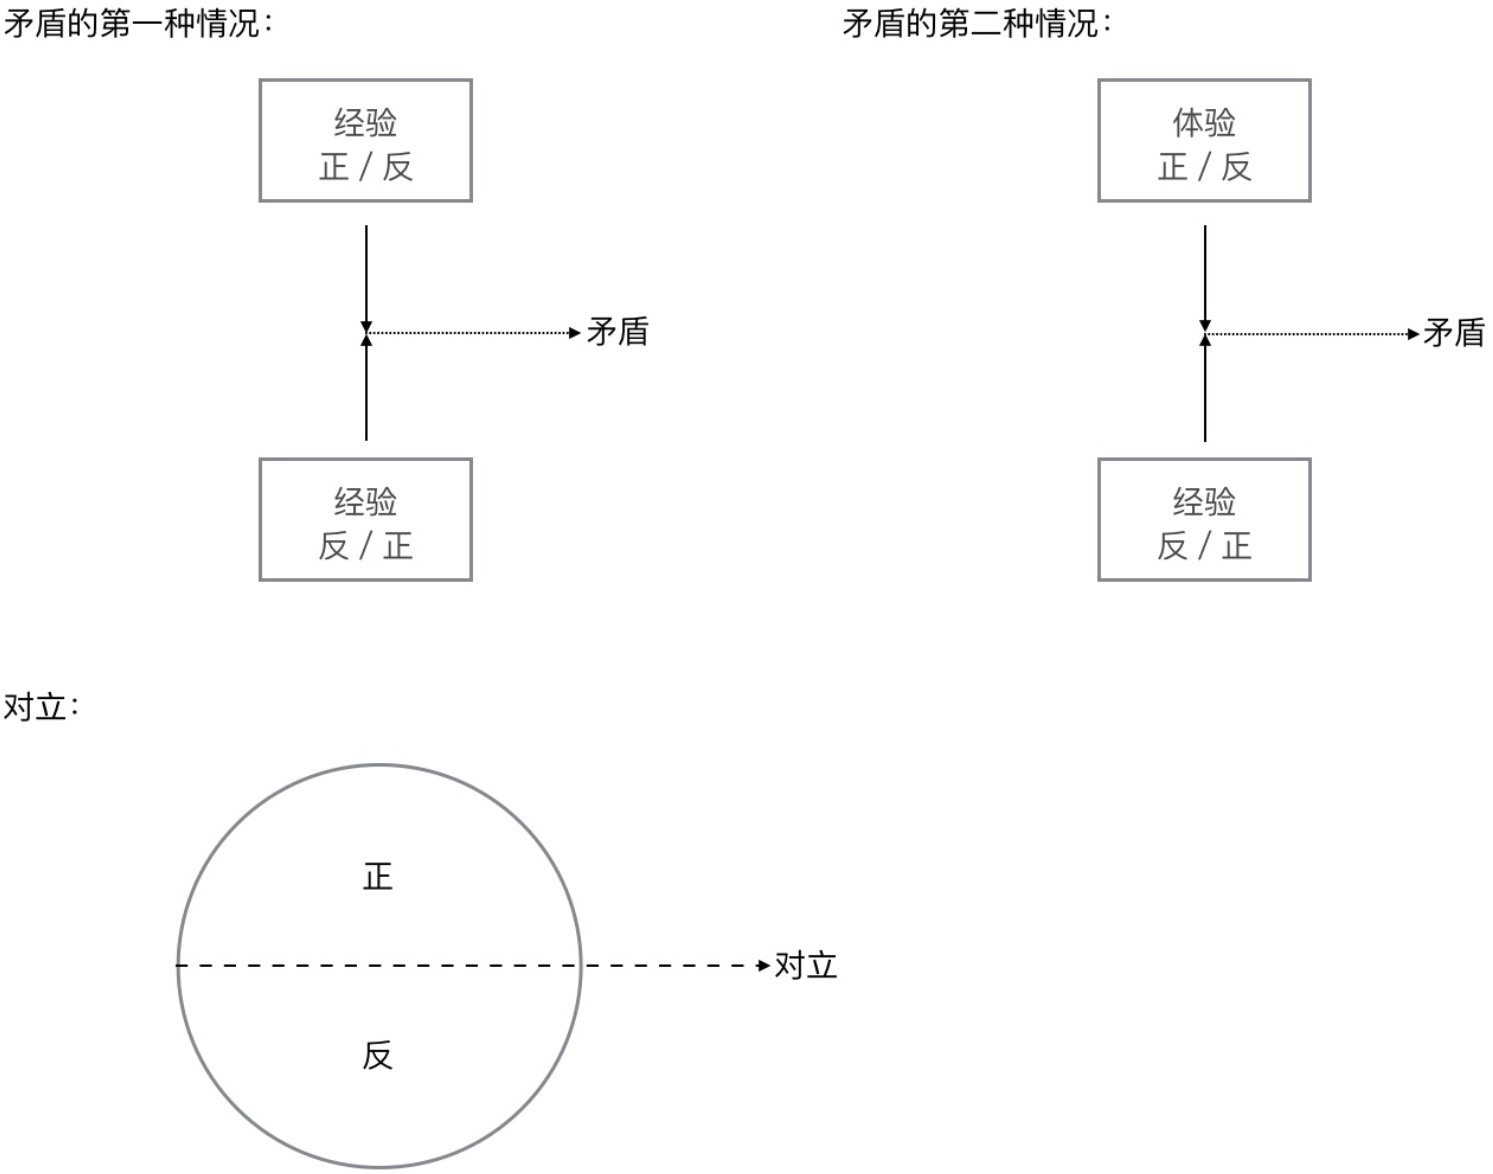 矛盾的第一种情况：
经验
正 / 反
矛盾
经验
反 / 正
矛盾的第二种情况：
体验
正 / 反
矛盾
经验
反 / 正
对立：
正
对立
反